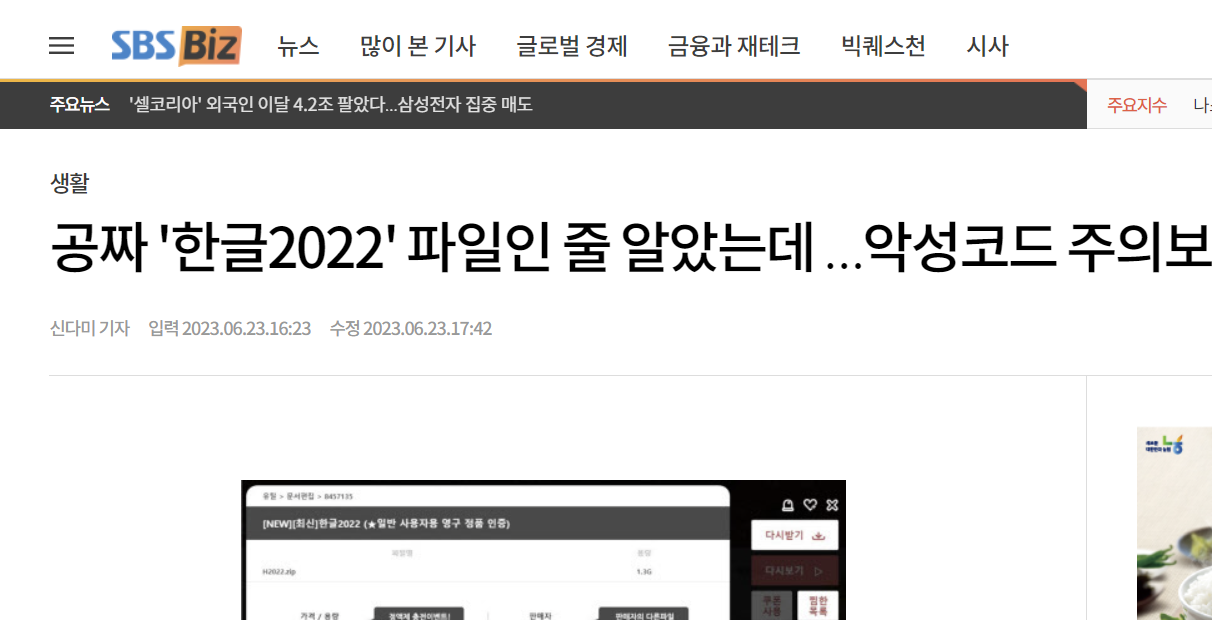 SBS Biz 뉴스 많이 본 기사 글로벌 경제 금융과 재테크 빅퀘스천 시사
주요뉴스 '셀코리아' 외국인 이달 4.2조 팔았다...삼성전자 집중 매도 주요지수
생활
공짜 '한글2022' 파일인 줄 알았는데 …악성코드 주의보
신다미 기자 입력 2023.06.23.16:23 수정 2023.06.23.17:42
유틸 > 문서편집 > 8457135
[NEW][최신]한글2022 (★일반 사용자용 영구 정품 인증)
다시받기
파일명 용량
H2022.zip 1.3G
다시보기
쿠폰 사용 찜한 목록
가격 / 용량 정액제 충전이벤트! 판매자 판매자의 다른파일